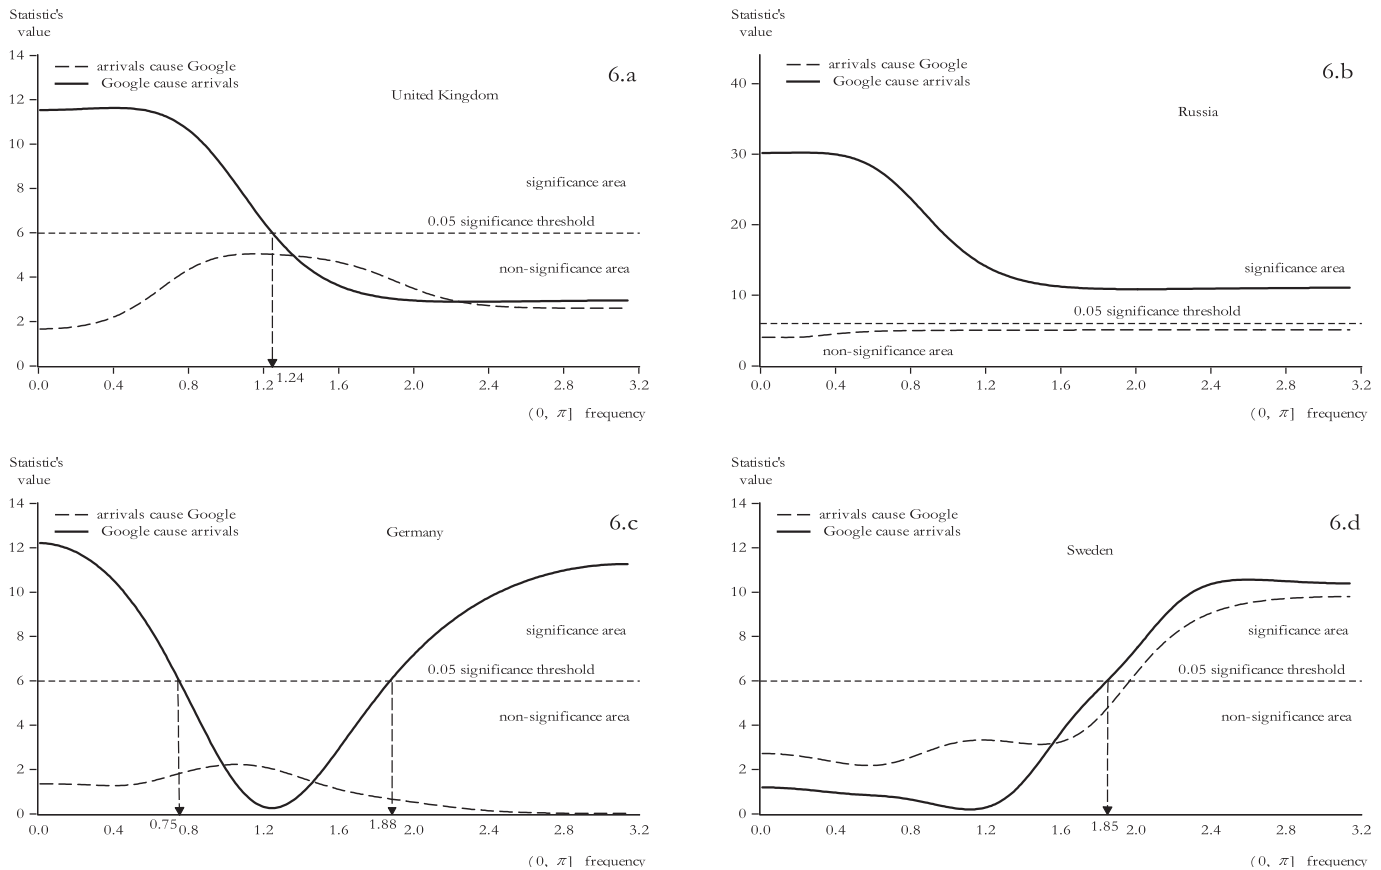 Statistic's
value
14
12
10
8
6
4
2
0
arrivals cause Google
Google cause arrivals
6.a
United Kingdom
significance area
0.05 significance threshold
non-significance area
1.24
0.0 0.4 0.8 1.2 1.6 2.0 2.4 2.8 3.2
(0, π] frequency
Statistic's
value
40
30
20
10
0
arrivals cause Google
Google cause arrivals
6.b
Russia
significance area
0.05 significance threshold
non-significance area
0.0 0.4 0.8 1.2 1.6 2.0 2.4 2.8 3.2
(0, π] frequency
Statistic's
value
14
12
10
8
6
4
2
0
arrivals cause Google
Google cause arrivals
6.c
Germany
significance area
0.05 significance threshold
non-significance area
0.75
1.88
0.0 0.4 0.8 1.2 1.6 2.0 2.4 2.8 3.2
(0, π] frequency
Statistic's
value
14
12
10
8
6
4
2
0
arrivals cause Google
Google cause arrivals
6.d
Sweden
significance area
0.05 significance threshold
non-significance area
1.85
0.0 0.4 0.8 1.2 1.6 2.0 2.4 2.8 3.2
(0, π] frequency